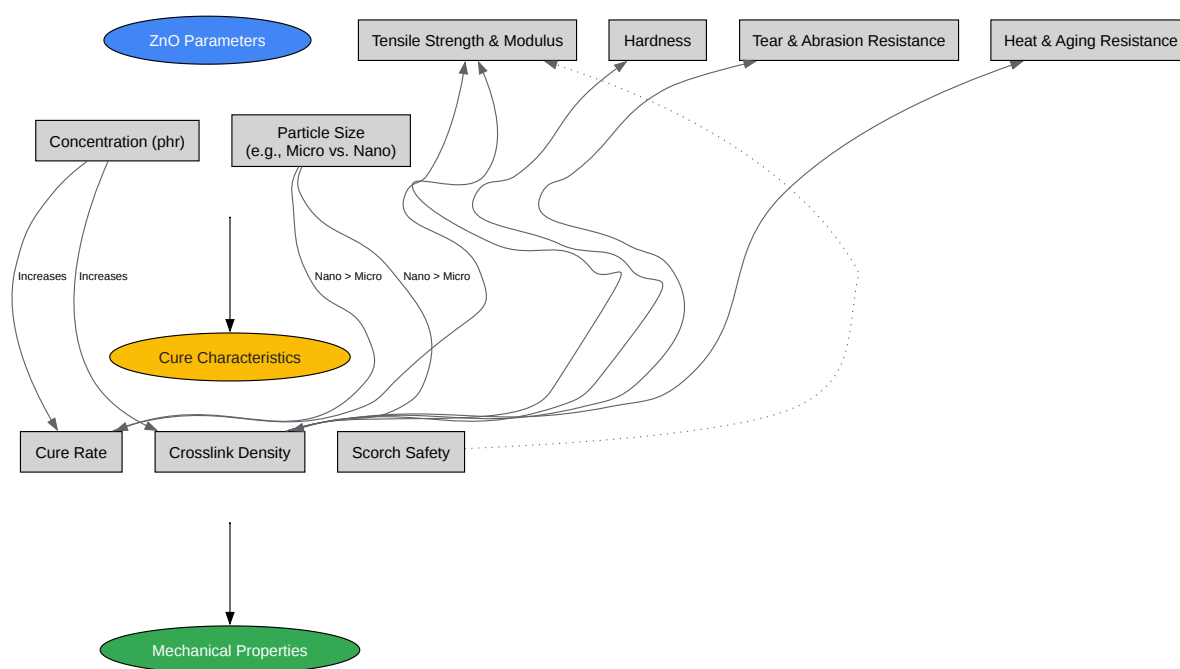 ZnO Parameters
Tensile Strength & Modulus
Hardness
Tear & Abrasion Resistance
Heat & Aging Resistance
Concentration (phr)
Particle Size
(e.g., Micro vs. Nano)
Increases
Increases
Nano > Micro
Nano > Micro
Cure Characteristics
Cure Rate
Crosslink Density
Scorch Safety
Mechanical Properties